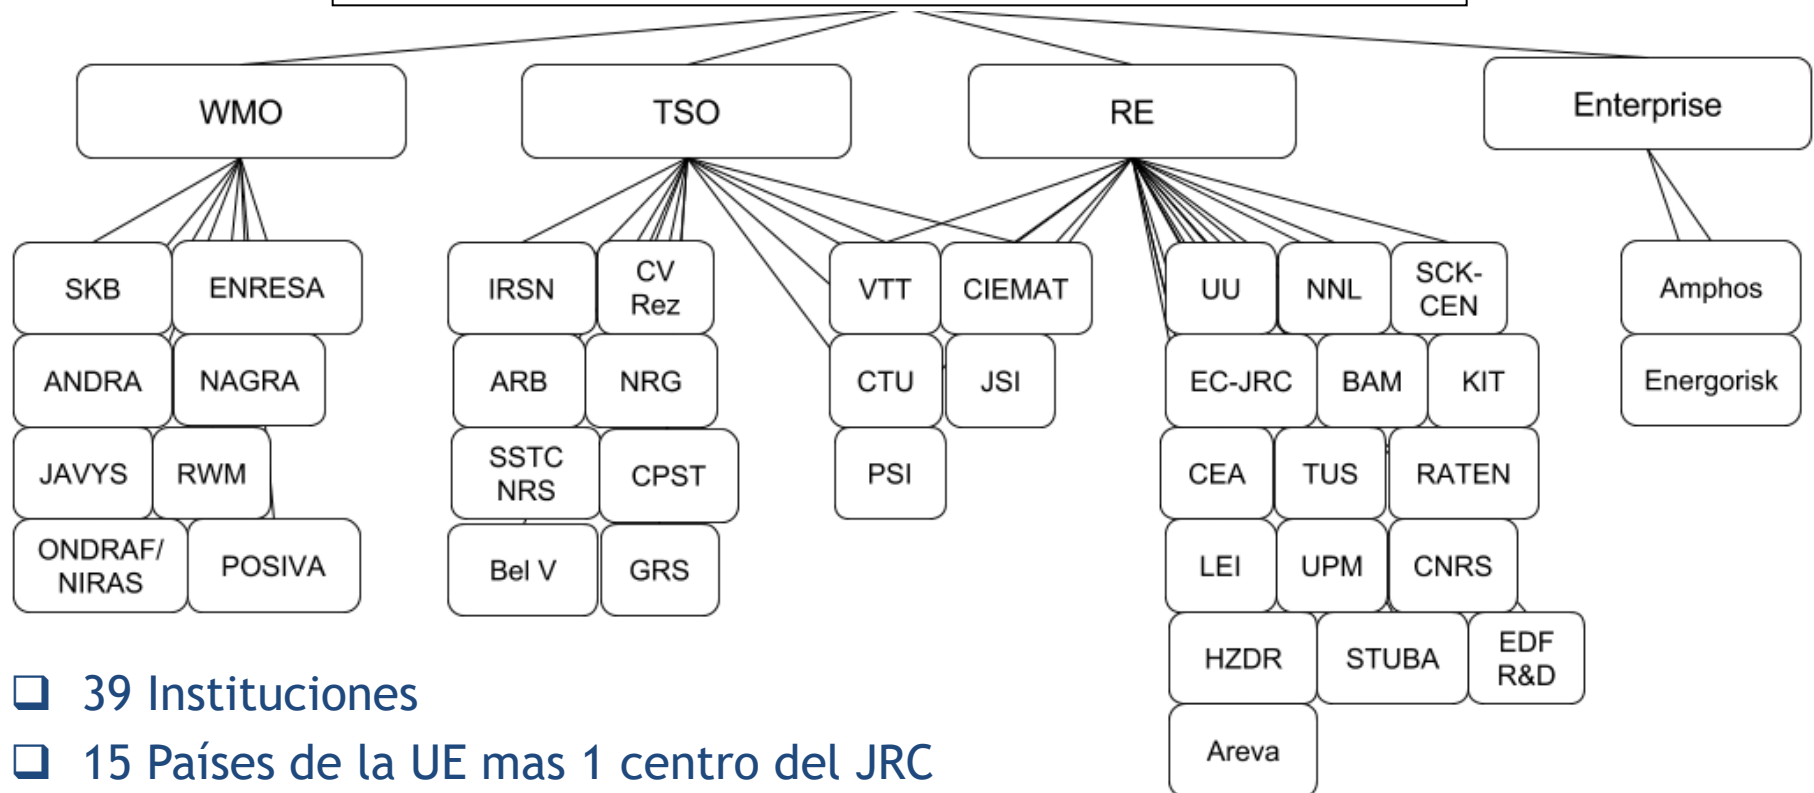 WMO
TSO
RE
Enterprise
SKB
ENRESA
ANDRA
NAGRA
JAVYS
RWM
ONDRAF/
NIRAS
POSIVA
IRSN
CV
Rez
ARB
NRG
SSTC
NRS
CPST
Bel V
GRS
VTT
CIEMAT
CTU
JSI
PSI
UU
NNL
SCK-
CEN
EC-JRC
BAM
KIT
CEA
TUS
RATEN
LEI
UPM
CNRS
HZDR
STUBA
EDF
R&D
Areva
Amphos
Energorisk
❑ 39 Instituciones
❑ 15 Países de la UE mas 1 centro del JRC